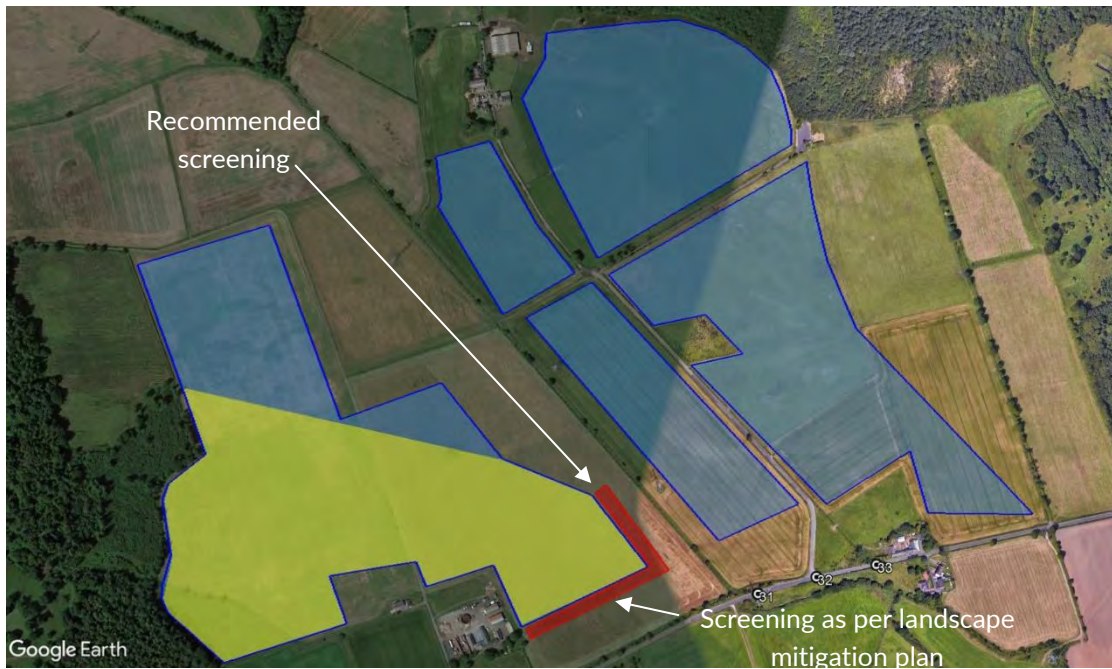 Recommended
screening
C31
C32
C33
Screening as per landscape
mitigation plan
Google Earth